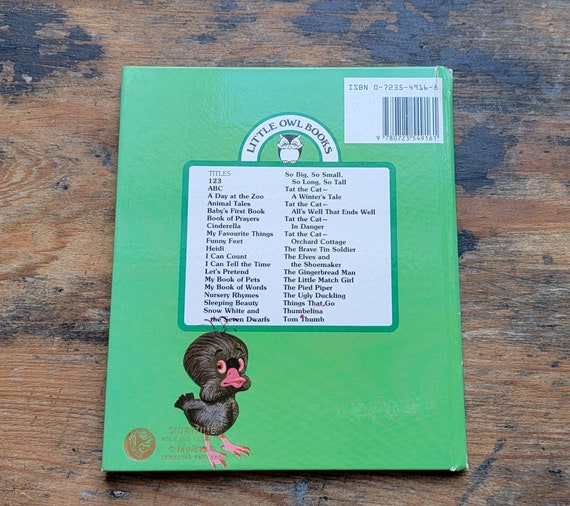 ISBN 0-7235-4916-8
9 780723 549161
LITTLE OWL BOOKS
TITLES
123
ABC
A Day at the Zoo
Animal Tales
Baby's First Book
Book of Prayers
Cinderella
My Favourite Things
Funny Feet
Heidi
I Can Count
I Can Tell the Time
Let's Pretend
My Book of Pets
My Book of Words
Nursery Rhymes
Sleeping Beauty
Snow White and
the Seven Dwarfs
So Big, So Small,
So Long, So Tall
Tat the Cat—
A Winter's Tale
Tat the Cat—
All's Well That Ends Well
Tat the Cat—
In Danger
Tat the Cat—
Orchard Cottage
The Brave Tin Soldier
The Elves and
the Shoemaker
The Gingerbread Man
The Little Match Girl
The Pied Piper
The Ugly Duckling
Things That Go
Thumbelina
Tom Thumb
BOOK AND
LEICESTER